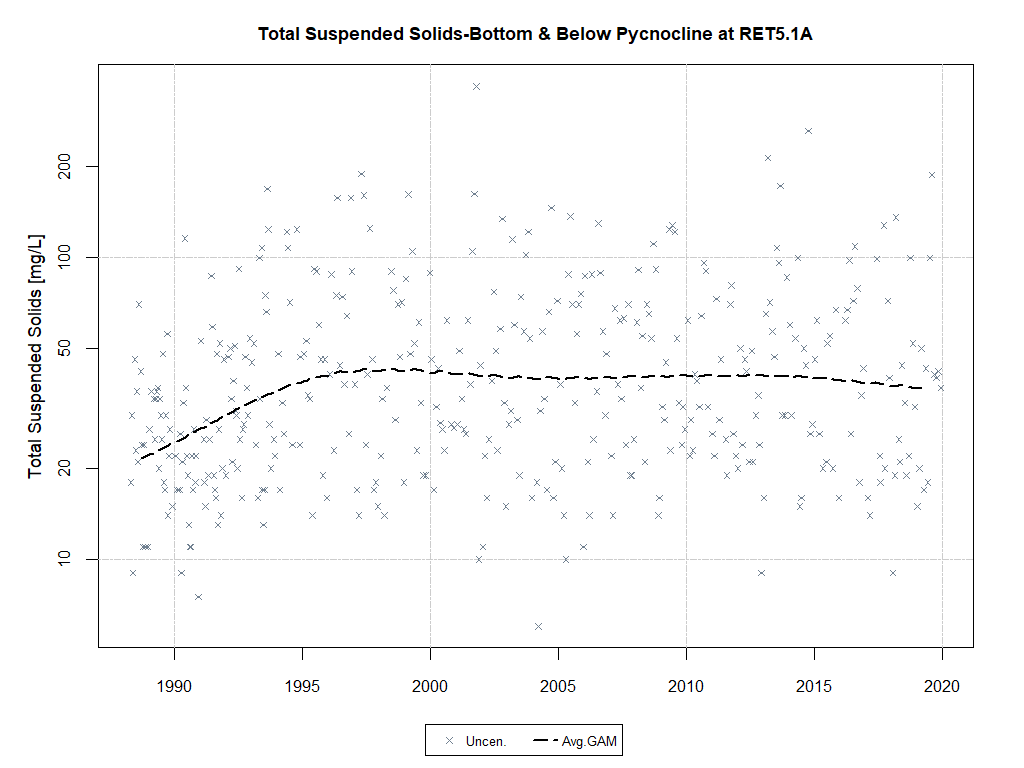 Total Suspended Solids-Bottom & Below Pycnocline at RET5.1A
Total Suspended Solids [mg/L]
200
100
50
20
10
1990 1995 2000 2005 2010 2015 2020
Uncen. Avg.GAM